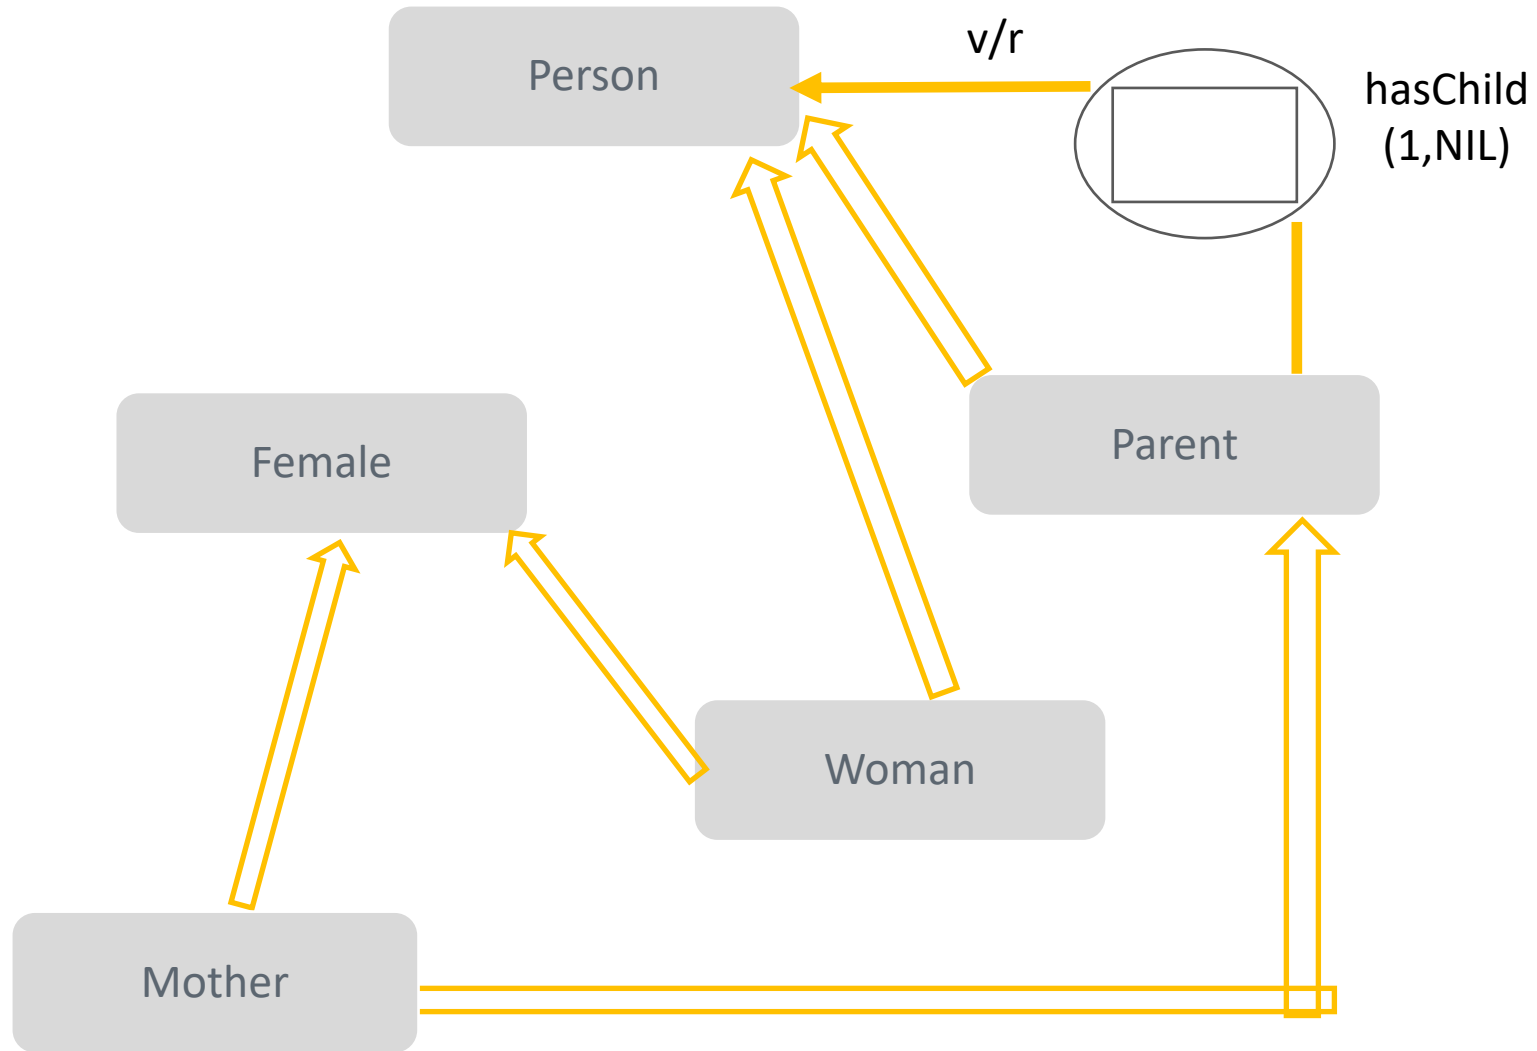 Person
v/r
hasChild
(1,NIL)
Female
Parent
Woman
Mother